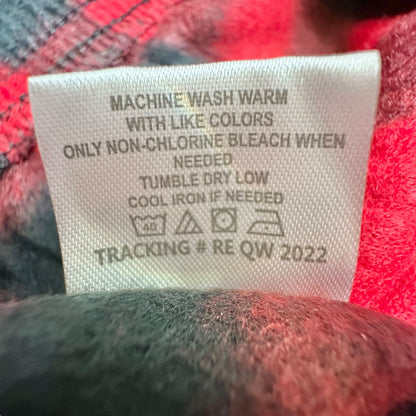 MACHINE WASH WARM
WITH LIKE COLORS
ONLY NON-CHLORINE BLEACH WHEN
NEEDED
TUMBLE DRY LOW
COOL IRON IF NEEDED
40
TRACKING # RE QW 2022